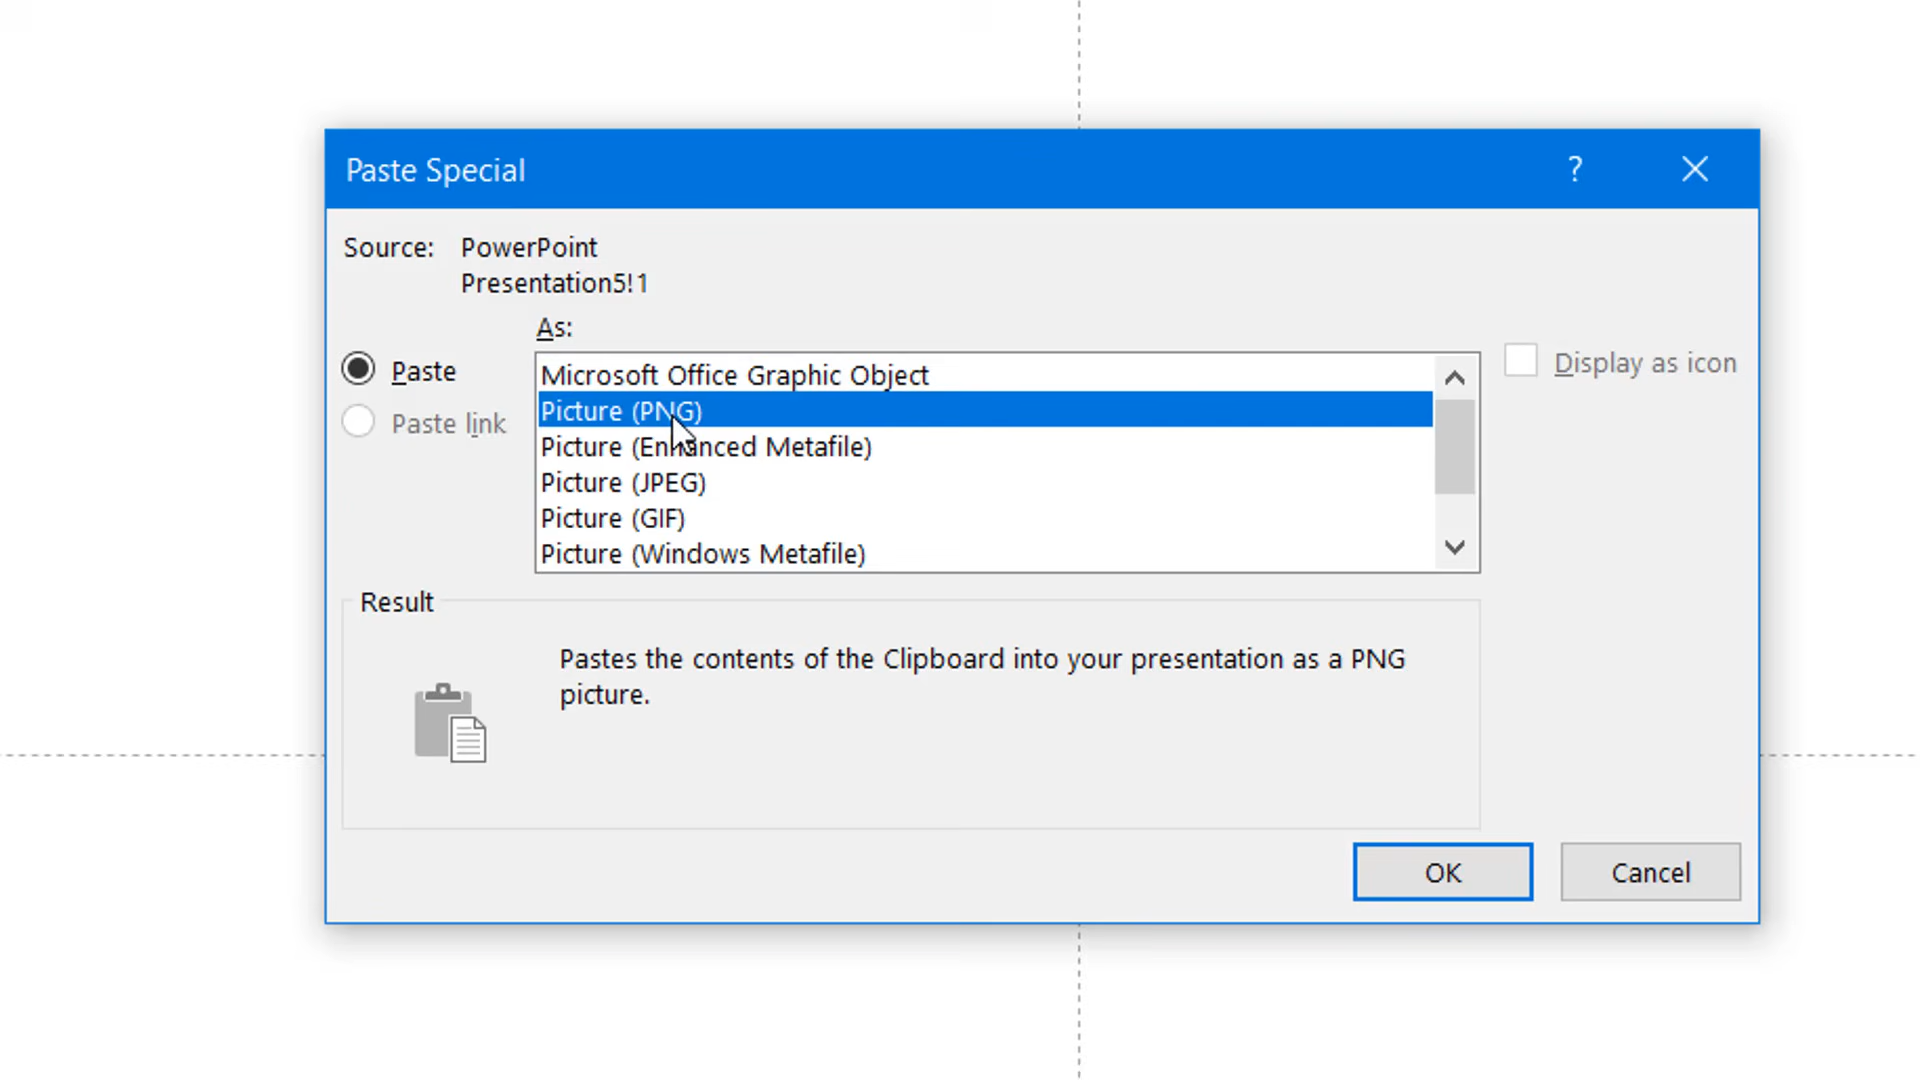 Paste Special
?
Source: PowerPoint
Presentation5!1
As:
Paste
Paste link
Microsoft Office Graphic Object
Picture (PNG)
Picture (Enhanced Metafile)
Picture (JPEG)
Picture (GIF)
Picture (Windows Metafile)
Display as icon
Result
Pastes the contents of the Clipboard into your presentation as a PNG
picture.
OK
Cancel